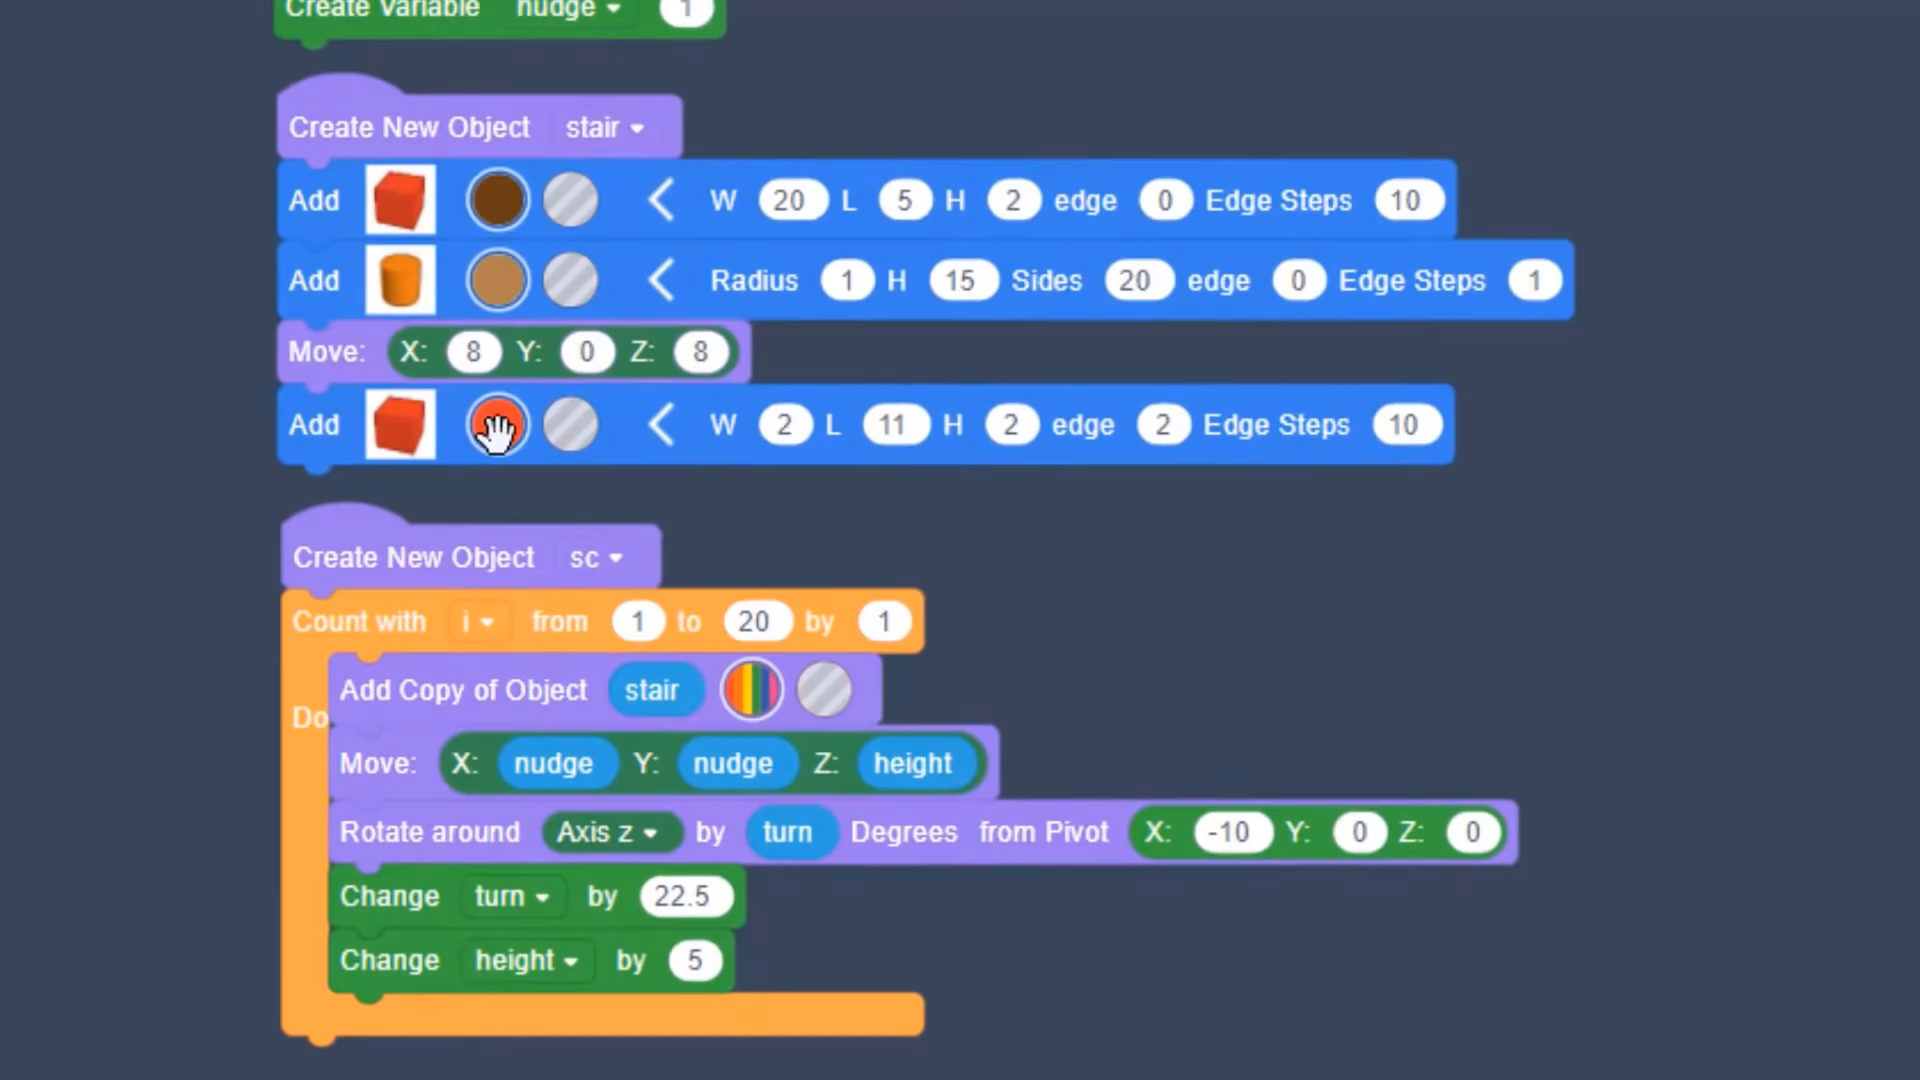 Create Variable nudge 1
Create New Object stair
Add W 20 L 5 H 2 edge 0 Edge Steps 10
Add Radius 1 H 15 Sides 20 edge 0 Edge Steps 1
Move: X: 8 Y: 0 Z: 8
Add W 2 L 11 H 2 edge 2 Edge Steps 10
Create New Object sc
Count with i from 1 to 20 by 1
Add Copy of Object stair
Do
Move: X: nudge Y: nudge Z: height
Rotate around Axis z by turn Degrees from Pivot X: -10 Y: 0 Z: 0
Change turn by 22.5
Change height by 5